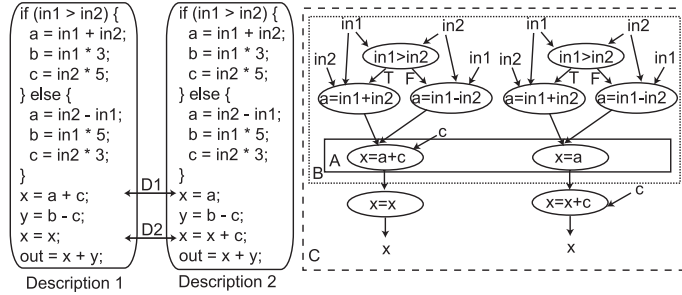 if (in1 > in2) {
a = in1 + in2;
b = in1 * 3;
c = in2 * 5;
} else {
a = in2 - in1;
b = in1 * 5;
c = in2 * 3;
}
x = a + c;
y = b - c;
x = x;
out = x + y;
Description 1
D1
D2
if (in1 > in2) {
a = in1 + in2;
b = in1 * 3;
c = in2 * 5;
} else {
a = in2 - in1;
b = in1 * 5;
c = in2 * 3;
}
x = a;
y = b - c;
x = x + c;
out = x + y;
Description 2
in1 in2 in1 in2
in2 in1>in2 in1 in2 in1>in2 in1
T F T F
a=in1+in2 a=in1-in2 a=in1+in2 a=in1-in2
c
A x=a+c x=a
B
x=x x=x+c c
C x x